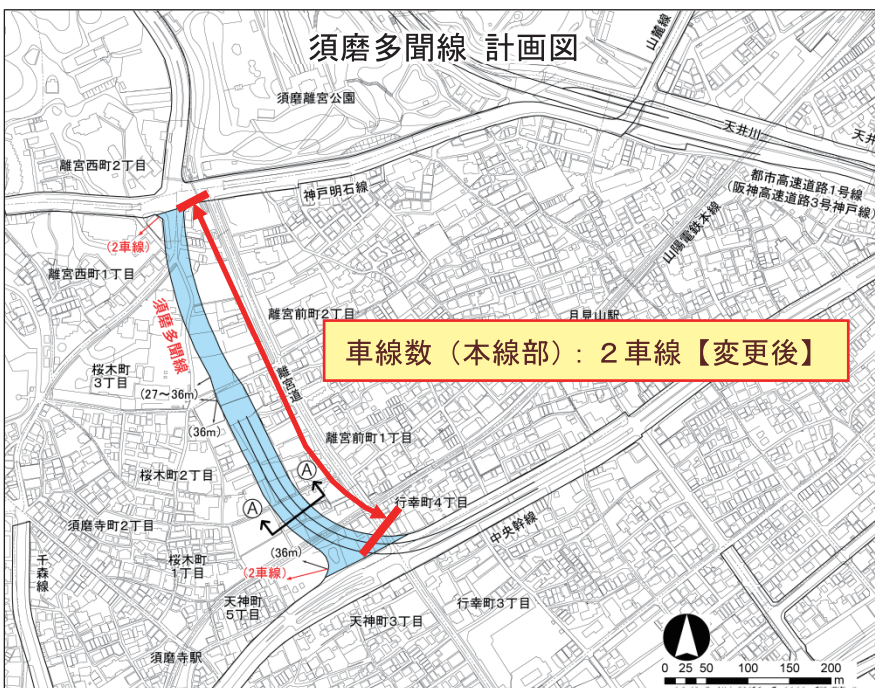 須磨多聞線 計画図
山麓線
須磨離宮公園
天井川
天井
離宮西町2丁目
神戸明石線
都市高速道路1号線
(阪神高速道路3号神戸線)
(2車線)
山陽電鉄本線
離宮西町1丁目
須磨多聞線
離宮前町2丁目
月見山駅
車線数(本線部):2車線【変更後】
桜木町
3丁目
離宮道
(27~36m)
(36m)
離宮前町1丁目
桜木町2丁目
A
A
行幸町4丁目
須磨寺町2丁目
中央幹線
千森線
桜木町
1丁目
(36m)
(2車線)
天神町
5丁目
天神町3丁目
行幸町3丁目
須磨寺駅
0 25 50 100 150 200
m